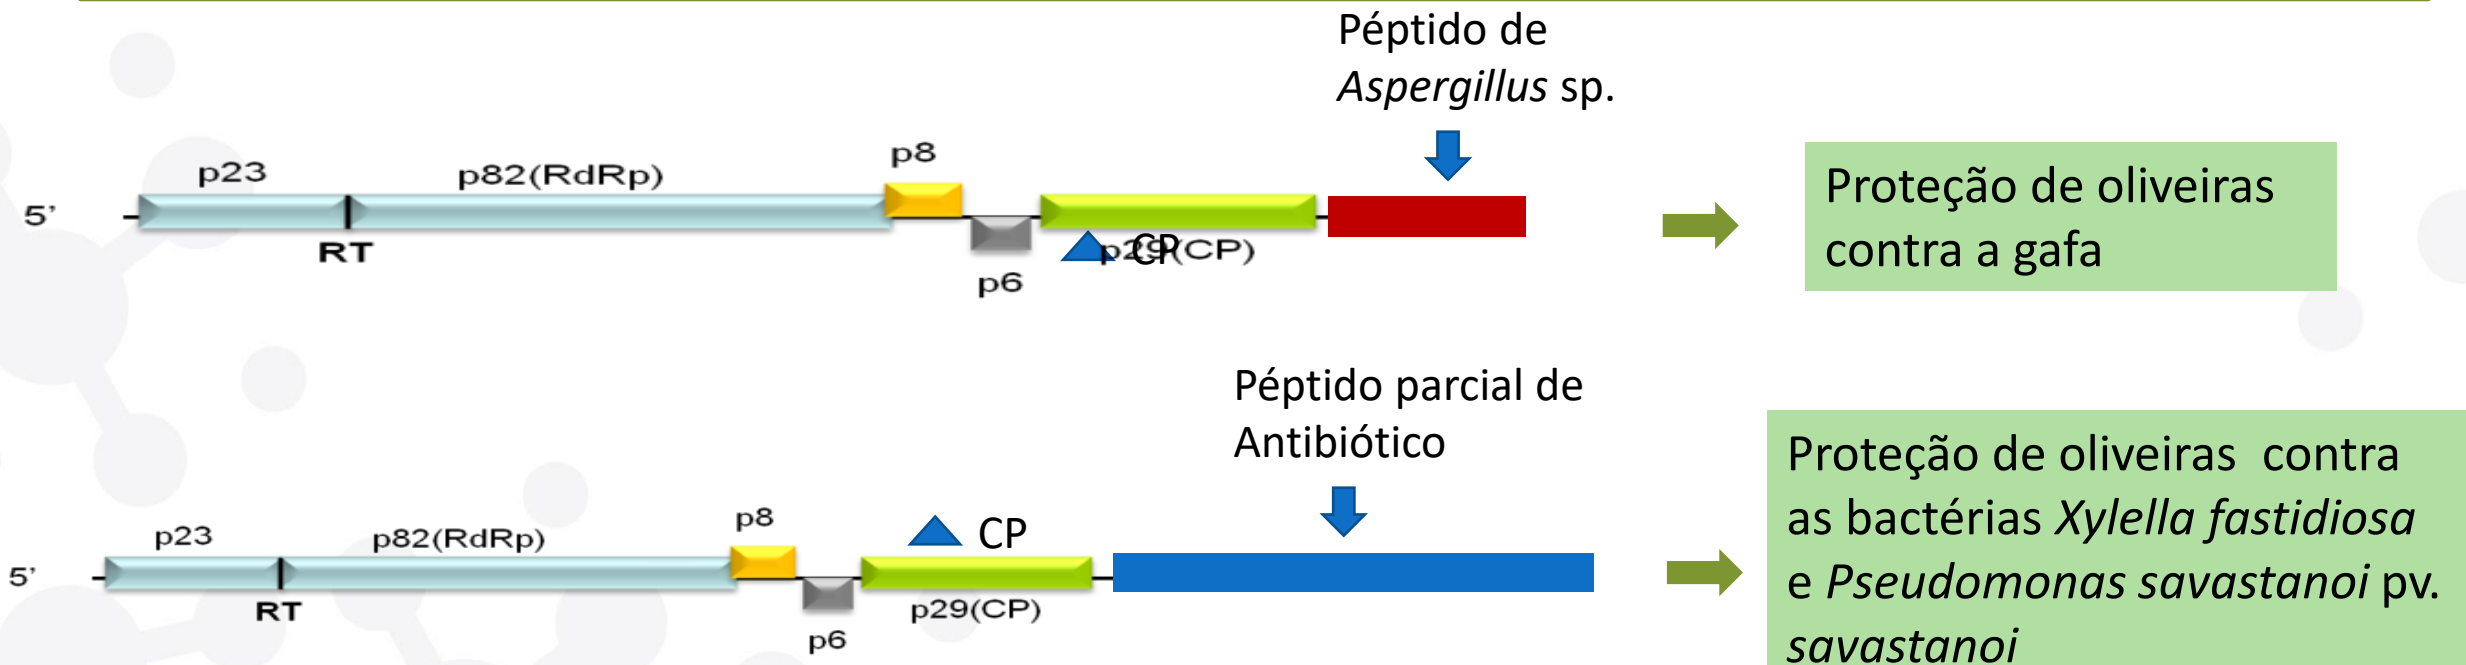 Péptido de
Aspergillus sp.
p23
p82(RdRp)
p8
5'
RT
p6
CP
p29(CP)
Proteção de oliveiras
contra a gafa
Péptido parcial de
Antibiótico
p23
p82(RdRp)
p8
CP
5'
RT
p6
p29(CP)
Proteção de oliveiras  contra
as bactérias Xylella fastidiosa
e Pseudomonas savastanoi pv.
savastanoi